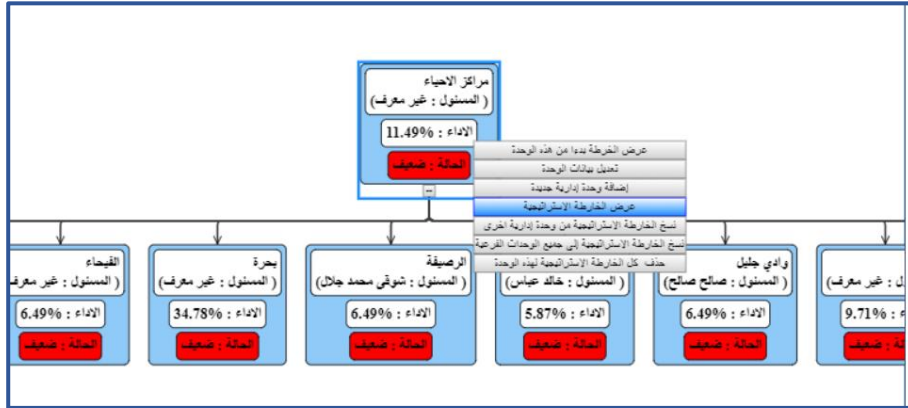 مراكز الاحياء
( المسئول : غير معرف)
الاداء : 11.49%
الحالة : ضعيف
عرض الخرطة بدءا من هذه الوحدة
تعديل بيانات الوحدة
إضافة وحدة إدارية جديدة
عرض الخارطة الاستراتيجية
نسخ الخارطة الاستراتيجية من وحدة إدارية اخرى
نسخ الخارطة الاستراتيجية إلى جميع الوحدات الفرعية
حذف كل الخارطة الاستراتيجية لهذه الوحدة
ل : غير معرف)
9.71%
الحالة : ضعيف
وادي جليل
( المسئول : صالح صالح)
الاداء : 6.49%
الحالة : ضعيف
( المسئول : خالد عباس)
الاداء : 5.87%
الحالة : ضعيف
الرصيفة
( المسئول : شوقي محمد جلال)
الاداء : 6.49%
الحالة : ضعيف
بحرة
( المسئول : غير معرف)
الاداء : 34.78%
الحالة : ضعيف
الفيحاء
( المسئول : غير معرف
الاداء : 6.49%
الحالة : ضعيف